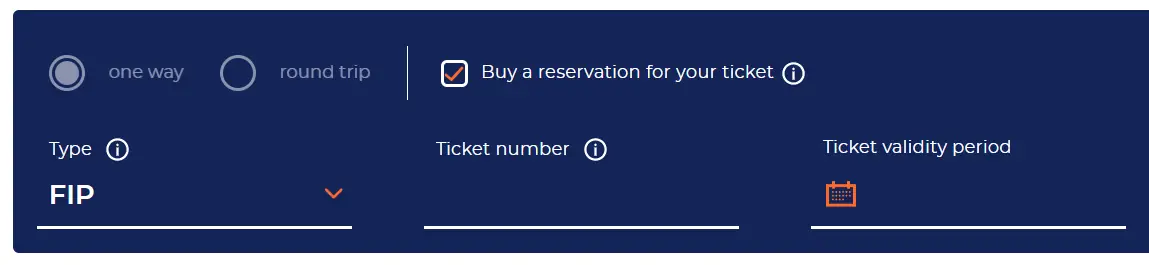 one way round trip Buy a reservation for your ticket
Type Ticket number Ticket validity period
FIP